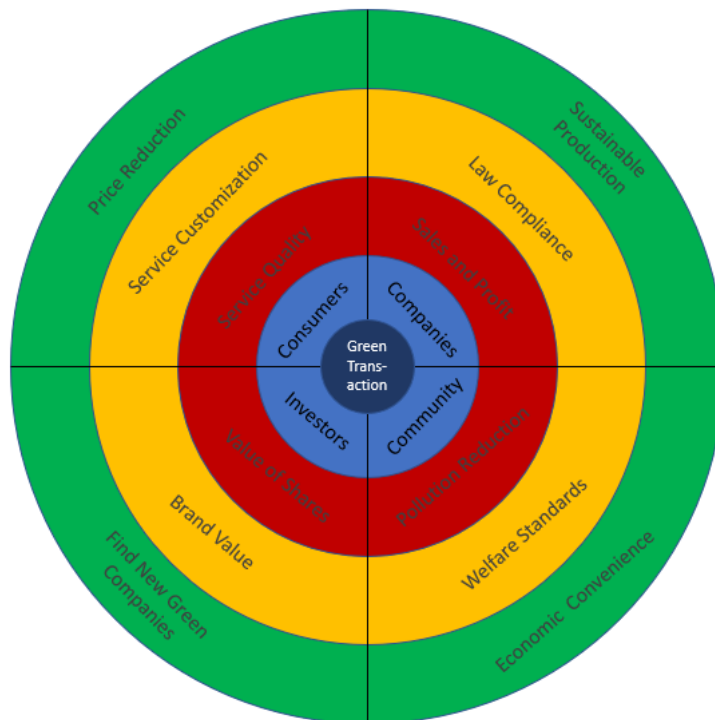 Price Reduction
Sustainable
Production
Service Customization
Law Compliance
Service Quality
Sales and Profit
Consumers
Companies
Green
Trans-
action
Investors
Community
Value of Shares
Pollution Reduction
Brand Value
Welfare Standards
Find New Green
Companies
Economic Convenience